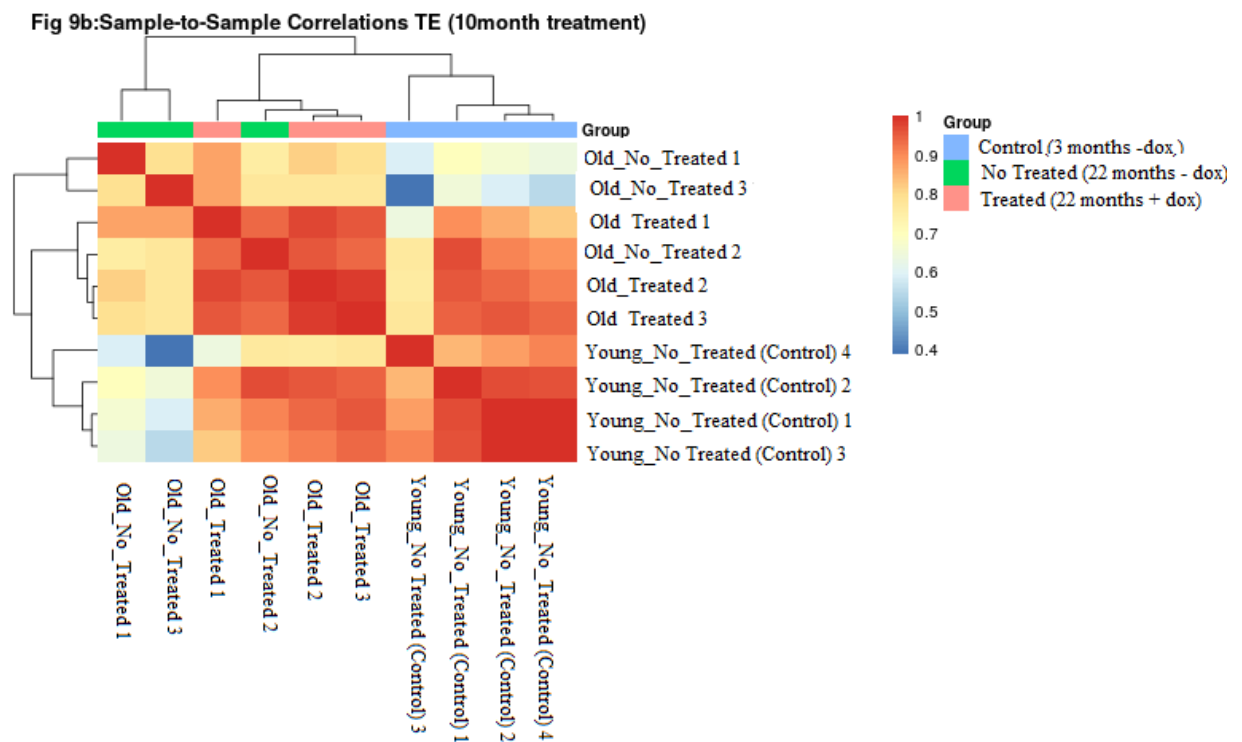 Fig 9b:Sample-to-Sample Correlations TE (10month treatment)
Group
Old_No_Treated 1
Old_No_Treated 3
Old Treated 1
Old_No_Treated 2
Old_Treated 2
Old Treated 3
Young_No_Treated (Control) 4
Young_No_Treated (Control) 2
Young_No_Treated (Control) 1
Young_No Treated (Control) 3
1
0.9
0.8
0.7
0.6
0.5
0.4
Group
Control (3 months -dox)
No Treated (22 months - dox)
Treated (22 months + dox)
Old_No_Treated 1
Old_No_Treated 3
Old_Treated 1
Old_No_Treated 2
Old_Treated 2
Old_Treated 3
Young_No Treated (Control) 3
Young_No_Treated (Control) 1
Young_No_Treated (Control) 2
Young_No_Treated (Control) 4